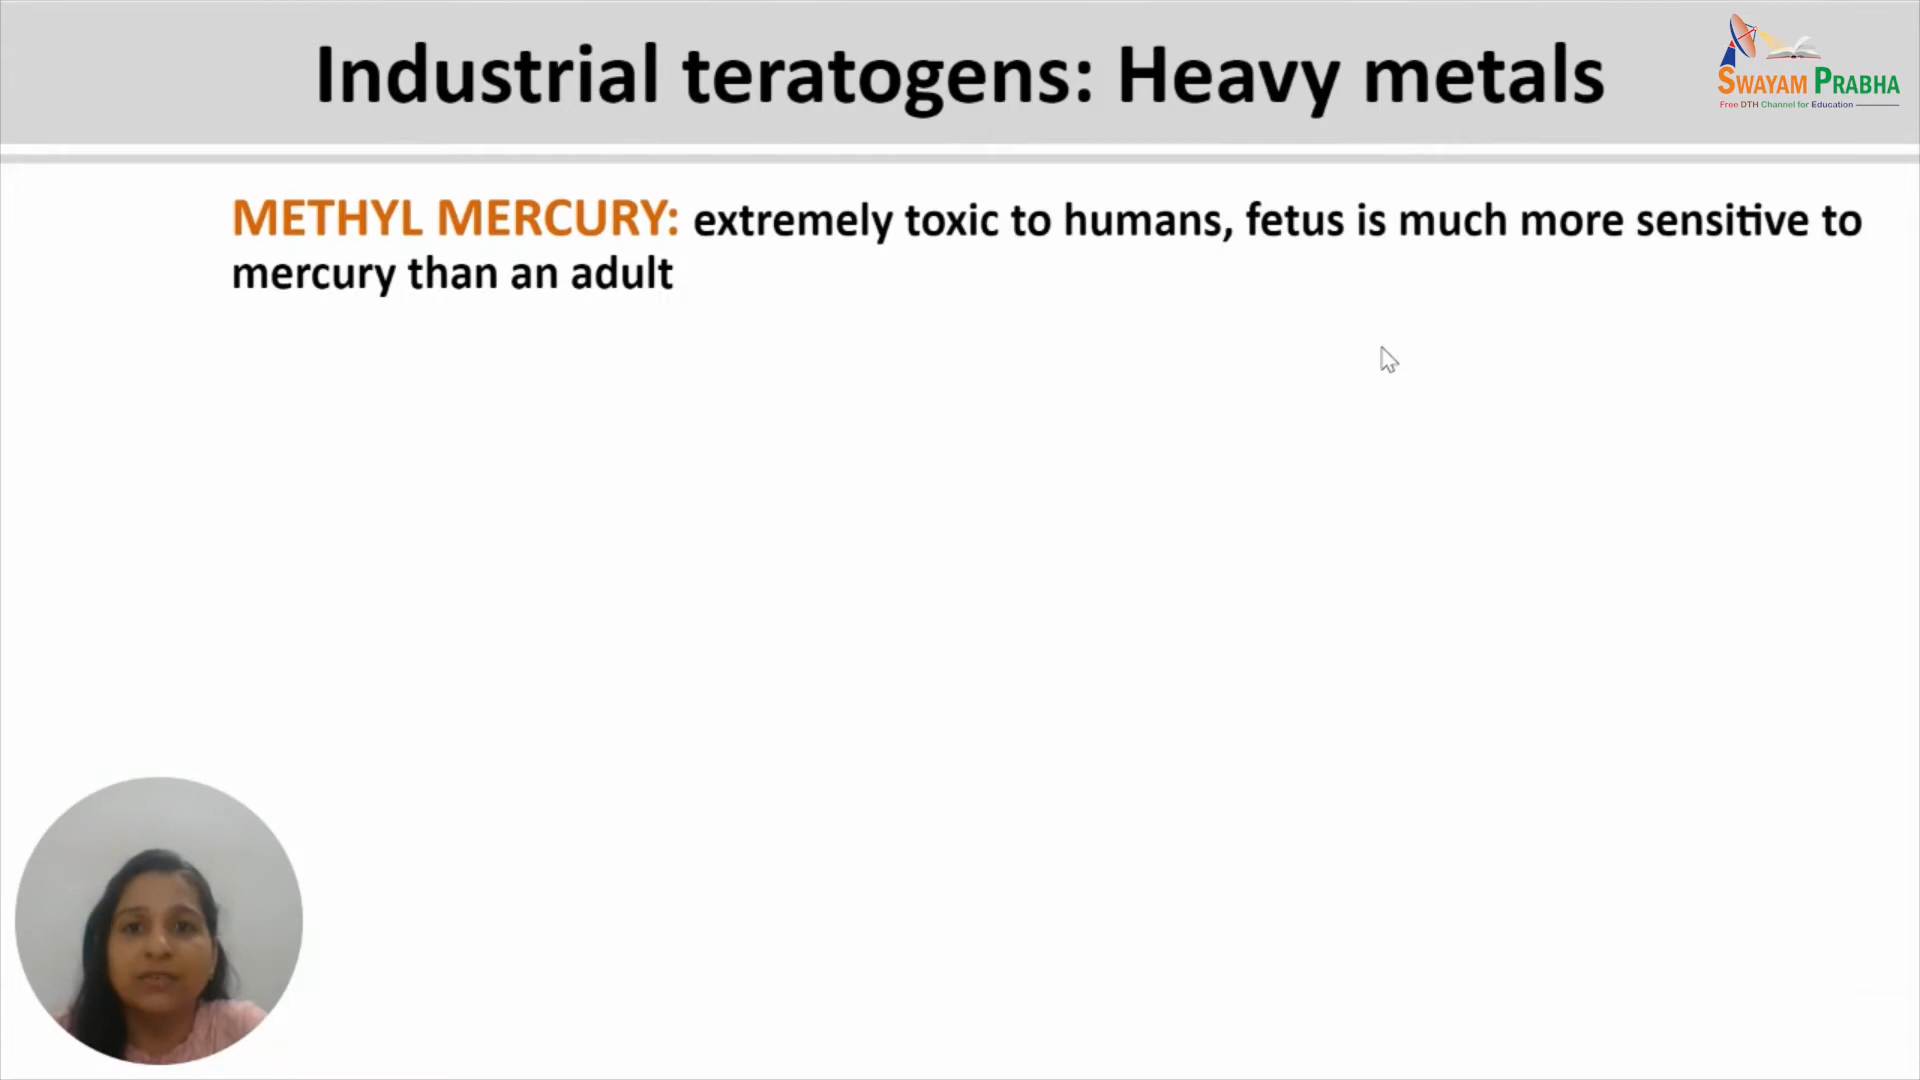 Industrial teratogens: Heavy metals
SWAYAM PRABHA
Free DTH Channel for Education
METHYL MERCURY: extremely toxic to humans, fetus is much more sensitive to
mercury than an adult